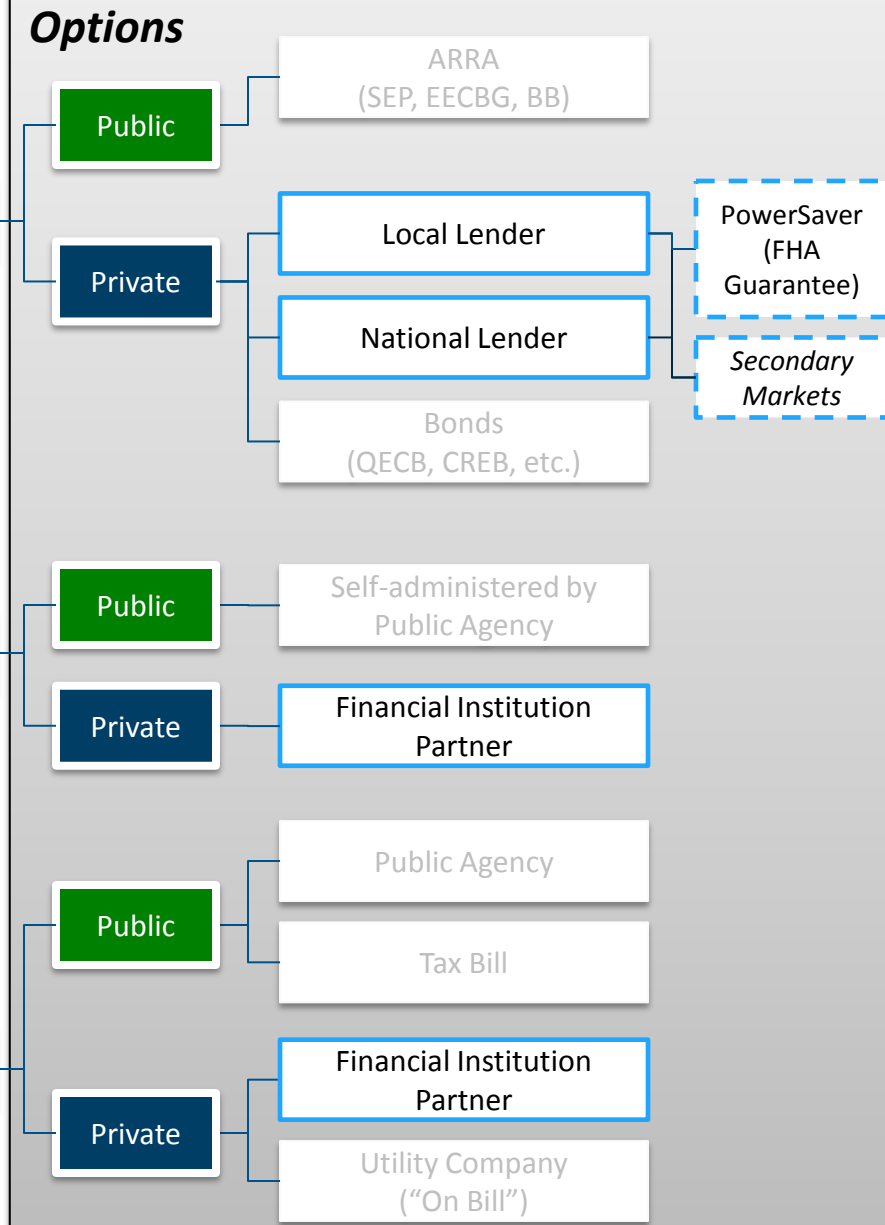 Options
Public
ARRA
(SEP, EECBG, BB)
Private
Local Lender
National Lender
Bonds
(QECB, CREB, etc.)
PowerSaver
(FHA
Guarantee)
Secondary
Markets
Public
Self-administered by
Public Agency
Private
Financial Institution
Partner
Public
Public Agency
Tax Bill
Private
Financial Institution
Partner
Utility Company
(“On Bill”)